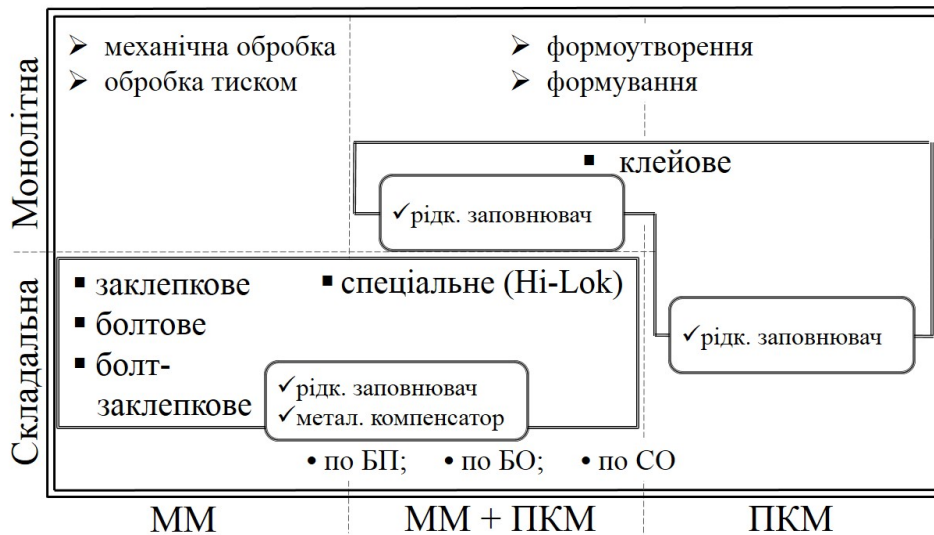 Монолітна
➢ механічна обробка
➢ обробка тиском
➢ формоутворення
➢ формування
▪ клейове
✓рідк. заповнювач
Складальна
▪ заклепкове
▪ болтове
▪ болт-
заклепкове
▪ спеціальне (Hi-Lok)
✓рідк. заповнювач
✓рідк. заповнювач
✓метал. компенсатор
• по БП; • по БО; • по СО
ММ ММ + ПКМ ПКМ